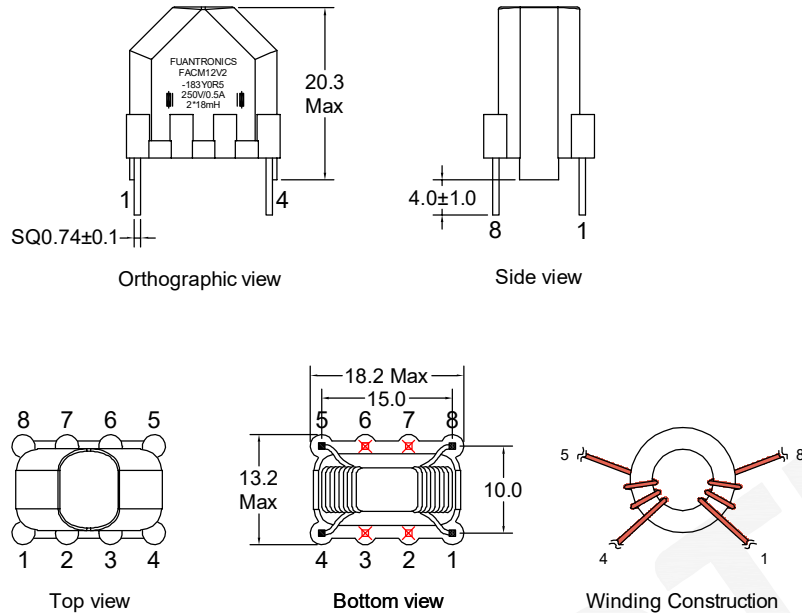 FUANTRONICS
FACM12V2
-183Y0R5
250V/0.5A
2*18mH
20.3
Max
1
4
SQ0.74±0.1
Orthographic view
4.0±1.0
8
1
Side view
8 7 6 5
1 2 3 4
Top view
18.2 Max
15.0
5 6 7 8
13.2
Max
10.0
4 3 2 1
Bottom view
5
8
4
1
Winding Construction